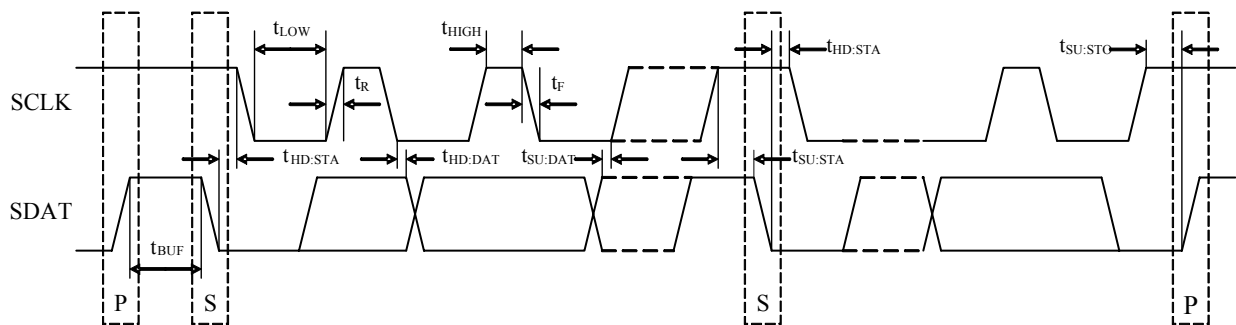 tLOW
tHIGH
tHD:STA
tSU:STO
SCLK
tR
tF
tHD:STA
tHD:DAT
tSU:DAT
tSU:STA
SDAT
tBUF
P
S
S
P